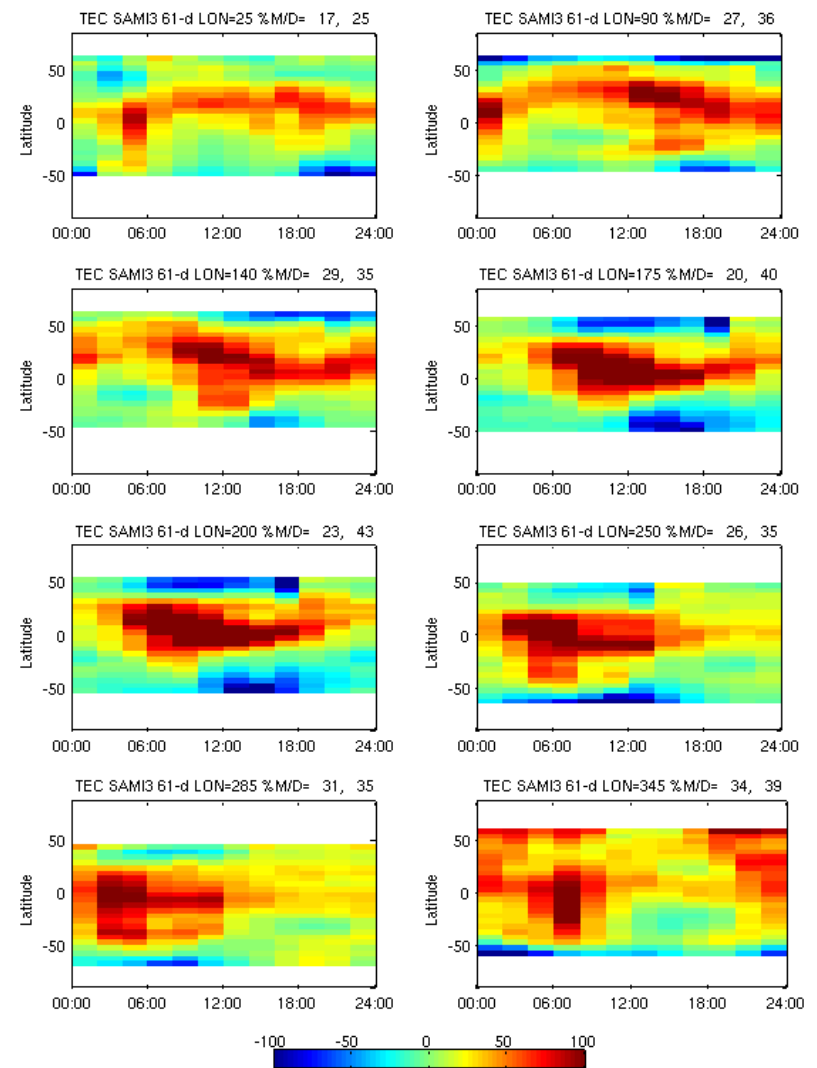 TEC SAMI3 61-d LON=25 %M/D= 17, 25
50
0
-50
Latitude
00:00 06:00 12:00 18:00 24:00
TEC SAMI3 61-d LON=90 %M/D= 27, 36
50
0
-50
Latitude
00:00 06:00 12:00 18:00 24:00
TEC SAMI3 61-d LON=140 %M/D= 29, 35
50
0
-50
Latitude
00:00 06:00 12:00 18:00 24:00
TEC SAMI3 61-d LON=175 %M/D= 20, 40
50
0
-50
Latitude
00:00 06:00 12:00 18:00 24:00
TEC SAMI3 61-d LON=200 %M/D= 23, 43
50
0
-50
Latitude
00:00 06:00 12:00 18:00 24:00
TEC SAMI3 61-d LON=250 %M/D= 26, 35
50
0
-50
Latitude
00:00 06:00 12:00 18:00 24:00
TEC SAMI3 61-d LON=285 %M/D= 31, 35
50
0
-50
Latitude
00:00 06:00 12:00 18:00 24:00
TEC SAMI3 61-d LON=345 %M/D= 34, 39
50
0
-50
Latitude
00:00 06:00 12:00 18:00 24:00
-100 -50 0 50 100